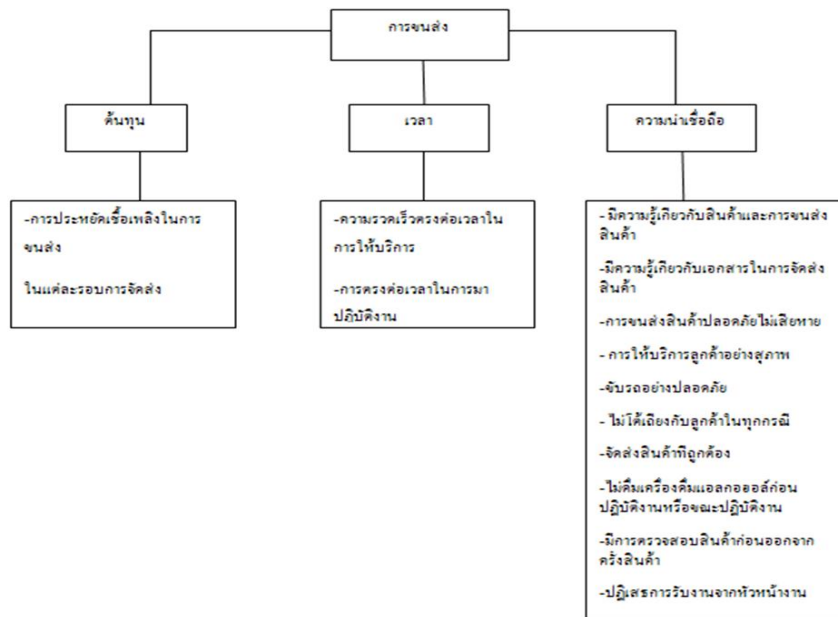 การขนส่ง
ต้นทุน
เวลา
ความน่าเชื่อถือ
-การประหยัดเชื้อเพลิงในการ
ขนส่ง
ในแต่ละรอบการจัดส่ง
-ความรวดเร็วตรงต่อเวลาใน
การให้บริการ
-การตรงต่อเวลาในการมา
ปฏิบัติงาน
- มีความรู้เกี่ยวกับสินค้าและการขนส่ง
สินค้า
-มีความรู้เกี่ยวกับเอกสารในการจัดส่ง
สินค้า
-การขนส่งสินค้าปลอดภัยไม่เสียหาย
- การให้บริการลูกค้าอย่างสุภาพ
-ขับรถอย่างปลอดภัย
- ไม่โต้เถียงกับลูกค้าในทุกกรณี
-จัดส่งสินค้าที่ถูกต้อง
-ไม่ดื่มเครื่องดื่มแอลกอฮอล์ก่อน
ปฏิบัติงานหรือขณะปฏิบัติงาน
-มีการตรวจสอบสินค้าก่อนออกจาก
ครั้งสินค้า
-ปฏิเสธการรับงานจากหัวหน้างาน